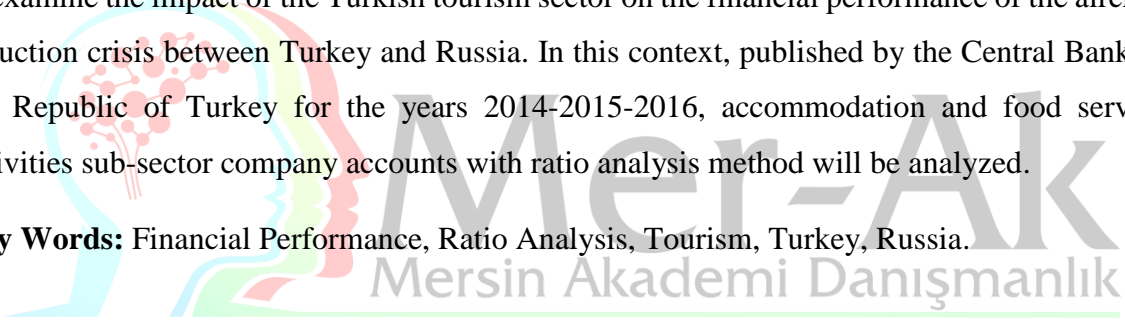 examine the impact of the Turkish tourism sector on the financial performance of the
uction crisis between Turkey and Russia. In this context, published by the Central Bank
Republic of Turkey for the years 2014-2015-2016, accommodation and food
sub-sector company accounts with ratio analysis method will be analyzed.
Words: Financial Performance, Ratio Analysis, Tourism, Turkey, Russia.
Mer-Ak
Mersin Akademi Danışmanlık